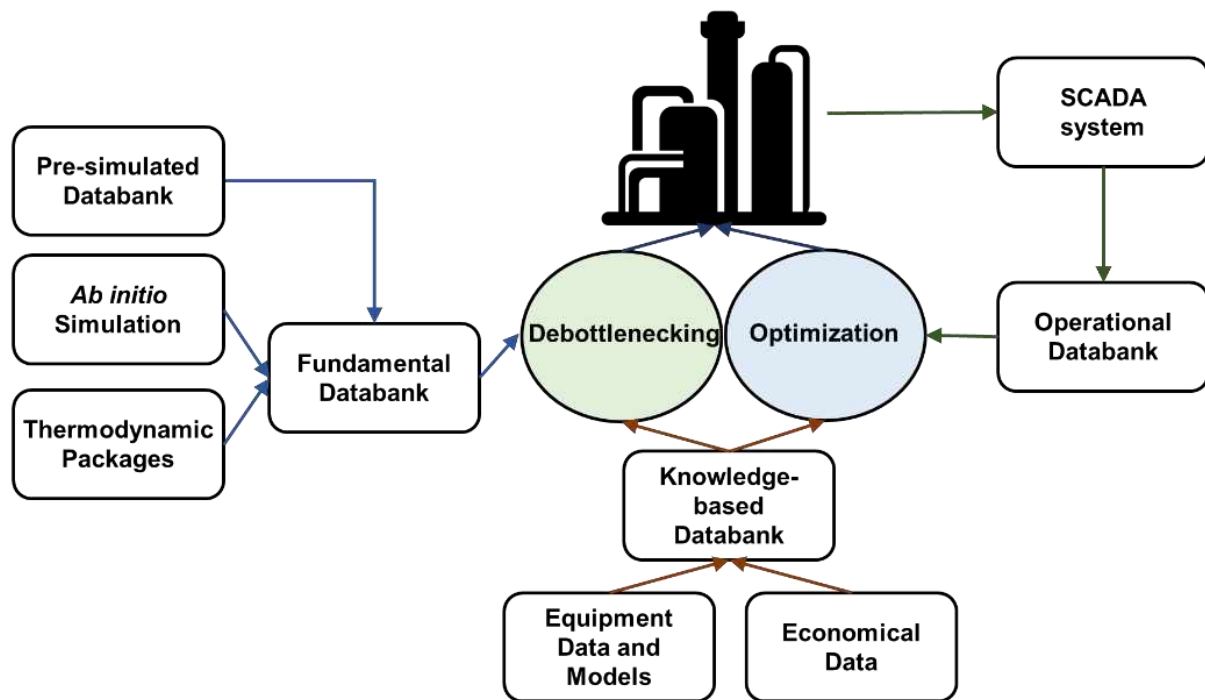 SCADA
system
Pre-simulated
Databank
Ab initio
Simulation
Thermodynamic
Packages
Fundamental
Databank
Debottlenecking
Optimization
Operational
Databank
Knowledge-
based
Databank
Equipment
Data and
Models
Economical
Data